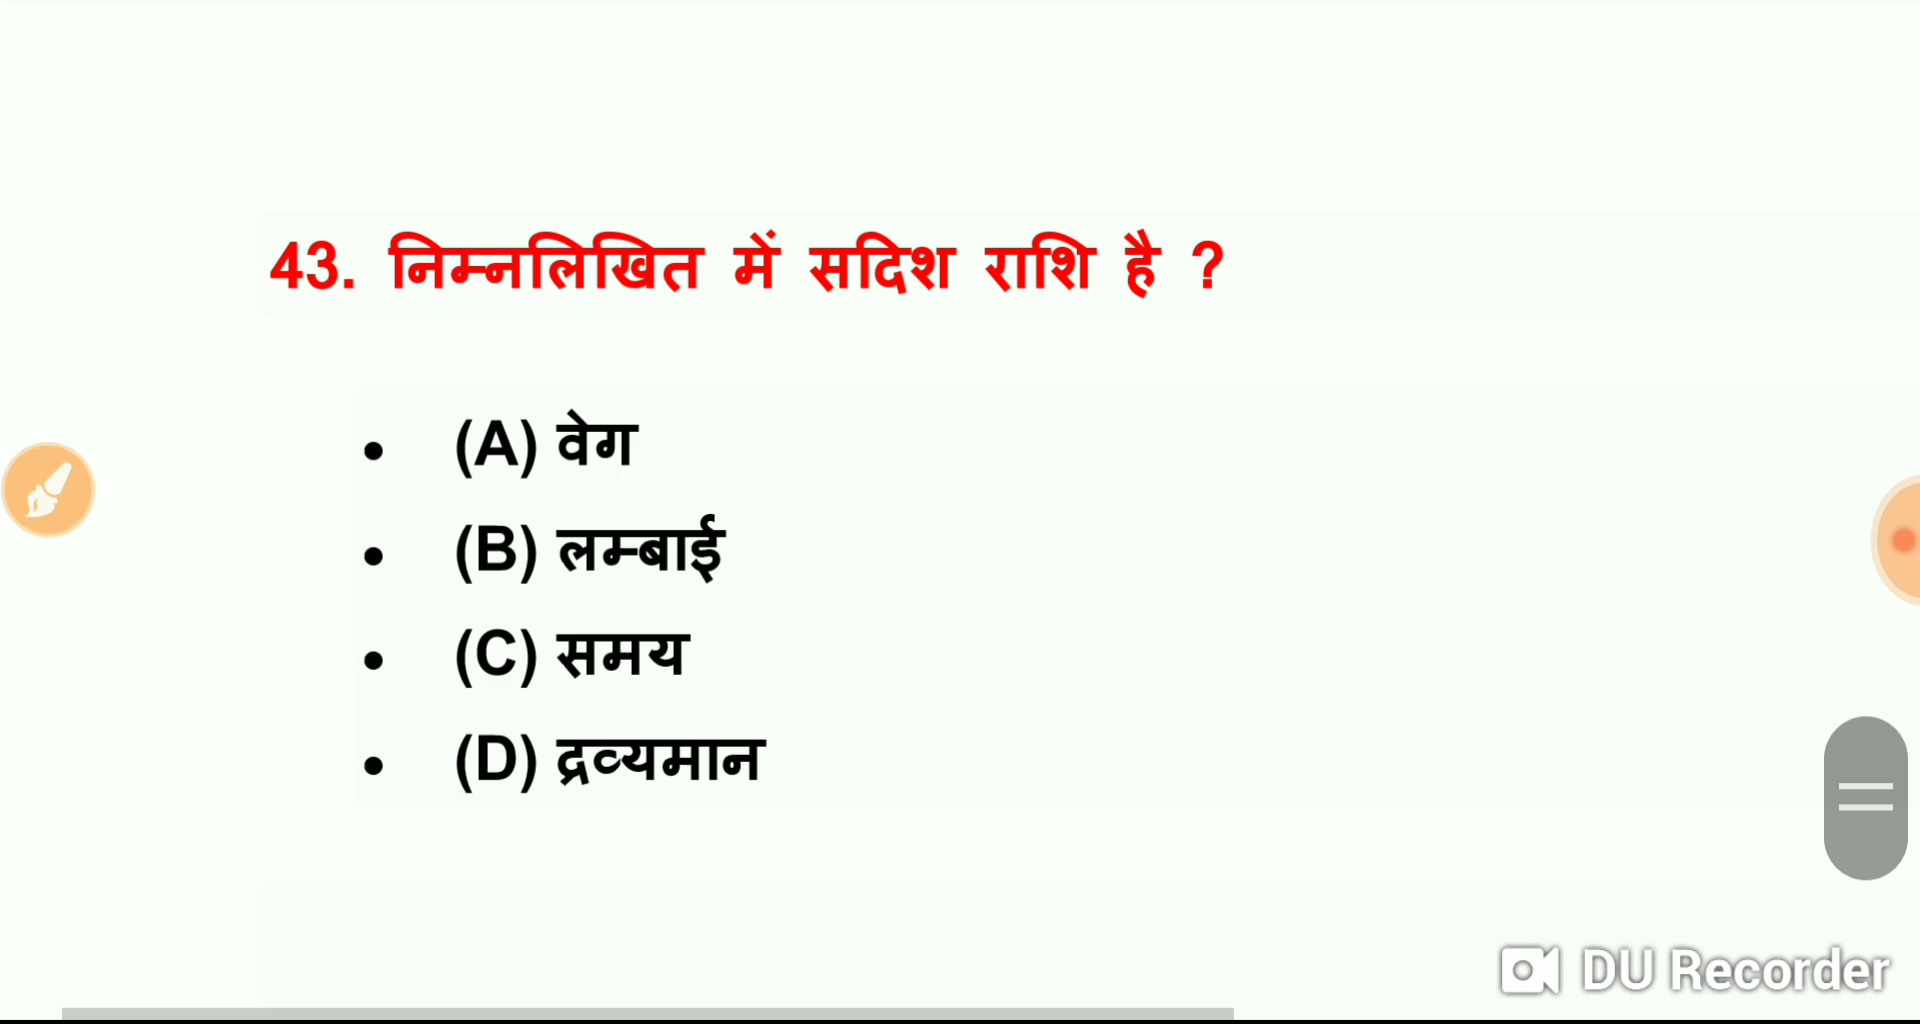 43. निम्नलिखित में सदिश राशि है ?
• (A) वेग
• (B) लम्बाई
• (C) समय
• (D) द्रव्यमान
DU Recorder